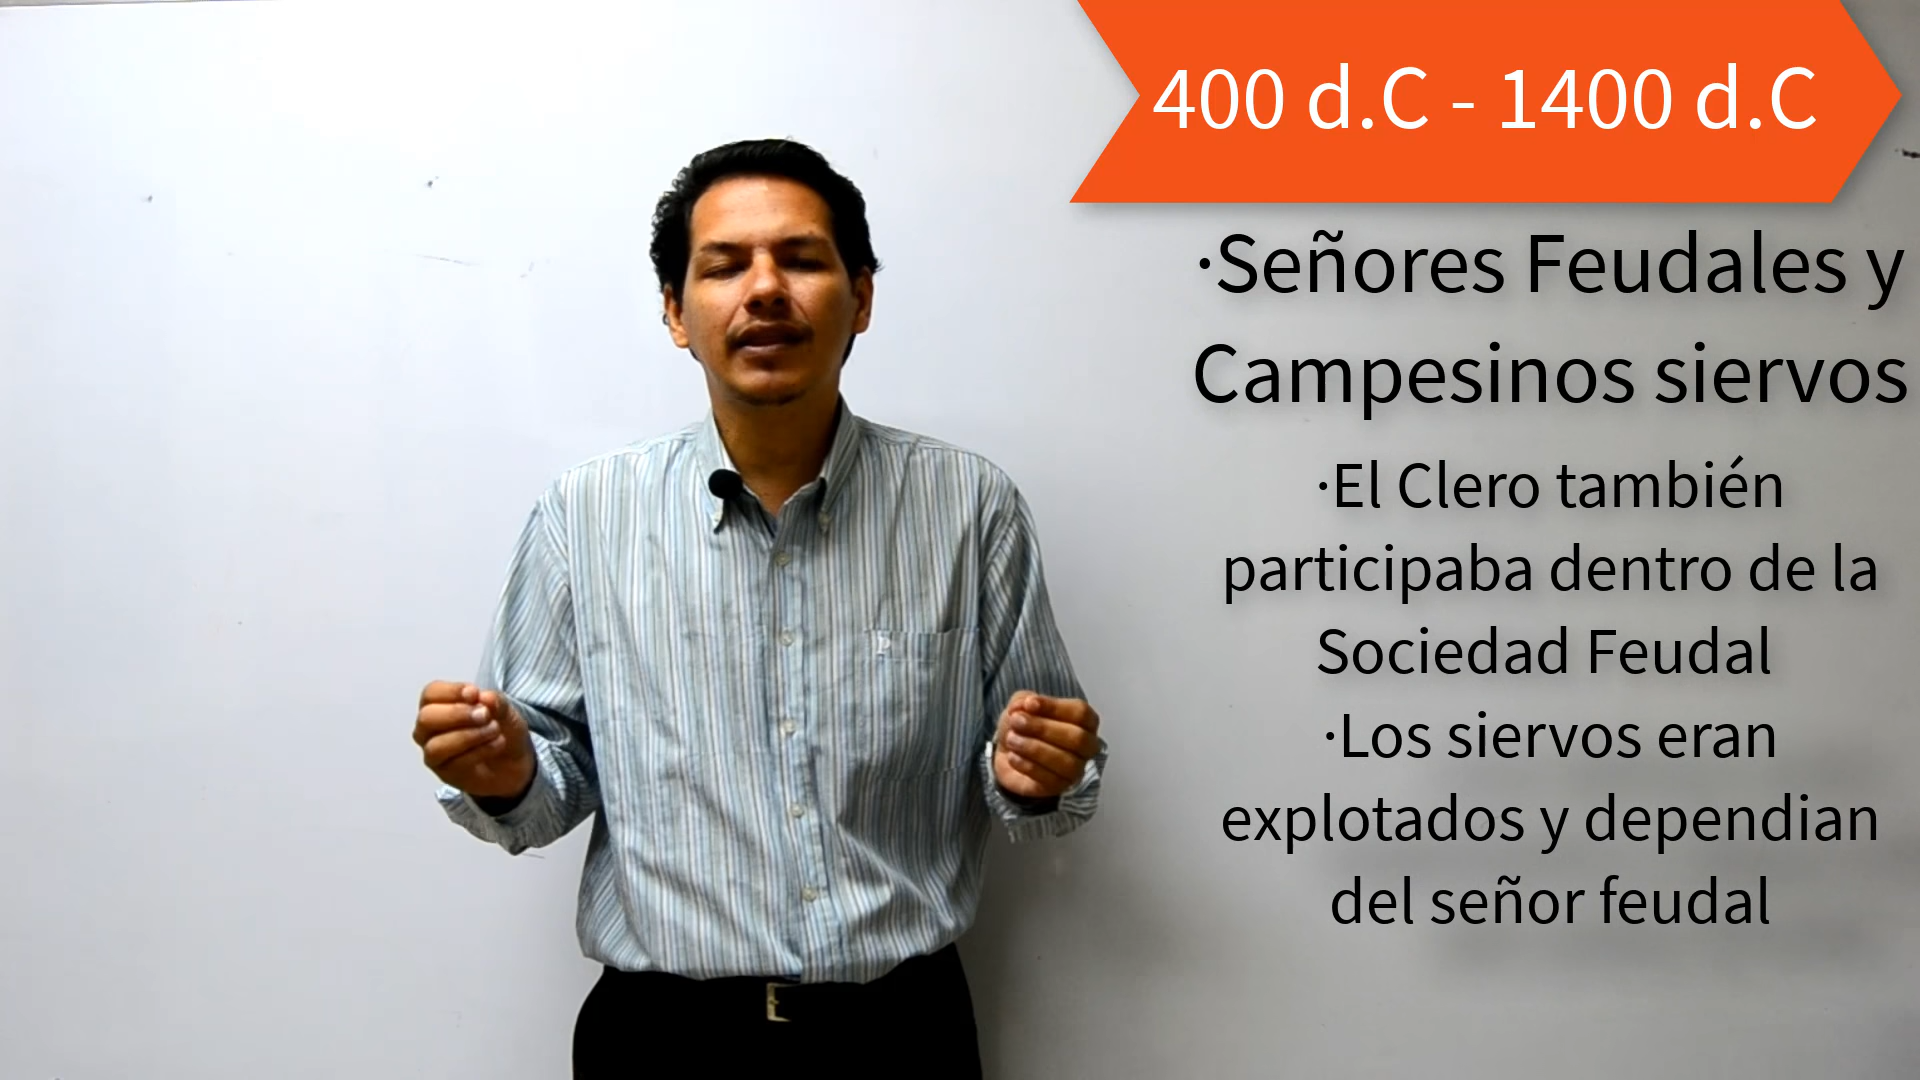 400 d.C - 1400 d.C
·Señores Feudales y
Campesinos siervos
·El Clero también
participaba dentro de la
Sociedad Feudal
·Los siervos eran
explotados y dependian
del señor feudal
P